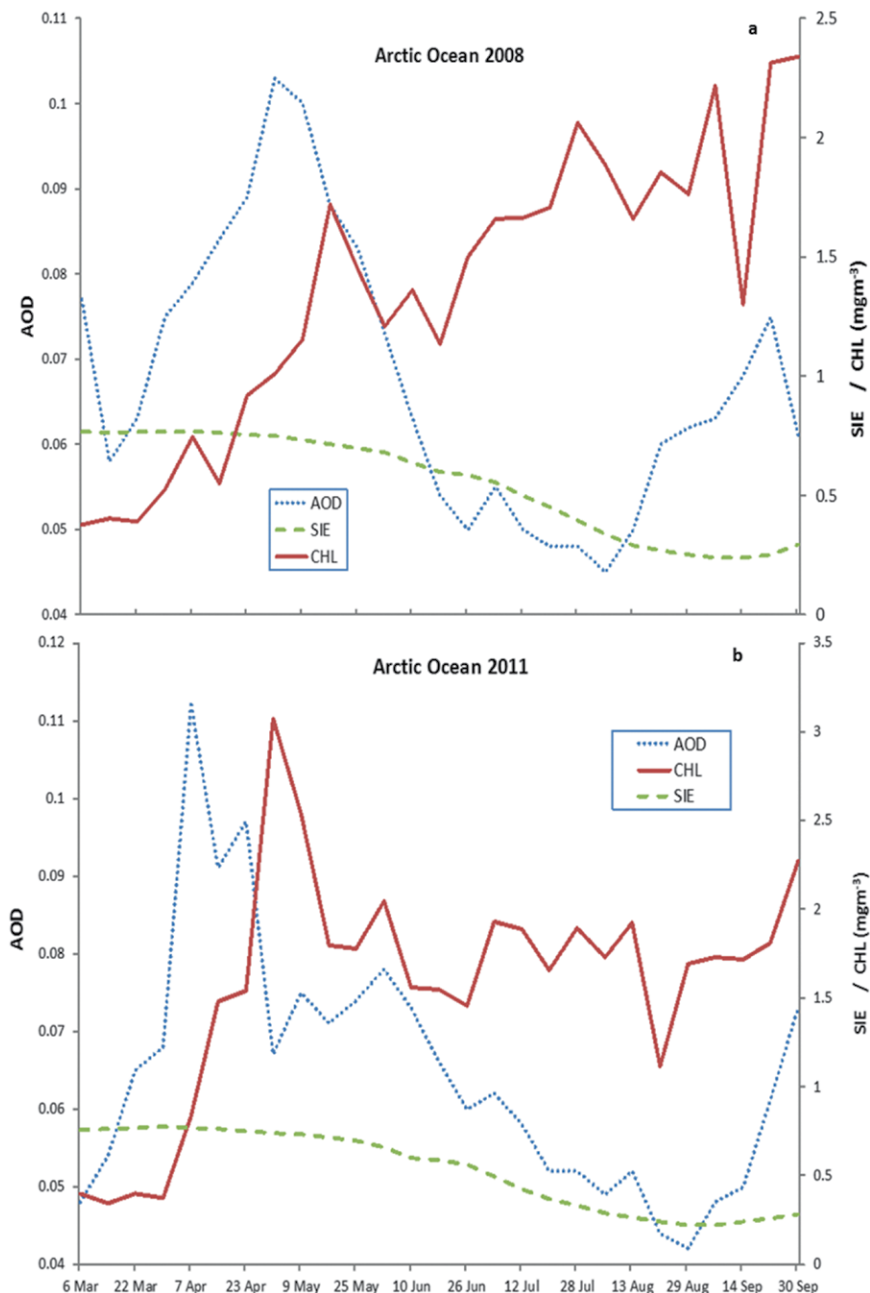 a
Arctic Ocean 2008
0.11
0.1
0.09
0.08
0.07
0.06
0.05
0.04
AOD
2.5
2
1.5
1
0.5
0
SIE / CHL (mgm-3)
AOD
SIE
CHL
b
Arctic Ocean 2011
0.12
0.11
0.1
0.09
0.08
0.07
0.06
0.05
0.04
AOD
3.5
3
2.5
2
1.5
1
0.5
0
SIE / CHL (mgm-3)
AOD
CHL
SIE
6 Mar 22 Mar 7 Apr 23 Apr 9 May 25 May 10 Jun 26 Jun 12 Jul 28 Jul 13 Aug 29 Aug 14 Sep 30 Sep